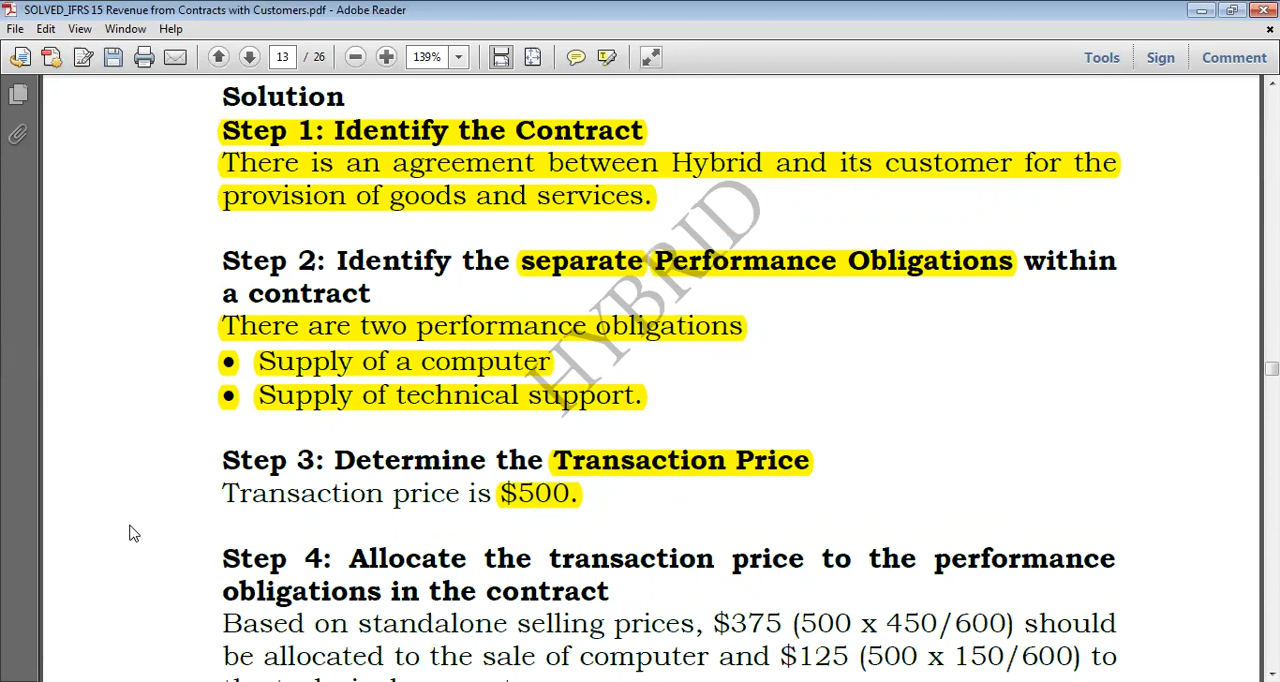 SOLVED_IFRS 15 Revenue from Contracts with Customers.pdf - Adobe Reader
File Edit View Window Help
13 / 26 139% Tools Sign Comment
Solution
Step 1: Identify the Contract
There is an agreement between Hybrid and its customer for the
provision of goods and services.
Step 2: Identify the separate Performance Obligations within
a contract
There are two performance obligations
• Supply of a computer
• Supply of technical support.
HYBRID
Step 3: Determine the Transaction Price
Transaction price is $500.
Step 4: Allocate the transaction price to the performance
obligations in the contract
Based on standalone selling prices, $375 (500 x 450/600) should
be allocated to the sale of computer and $125 (500 x 150/600) to